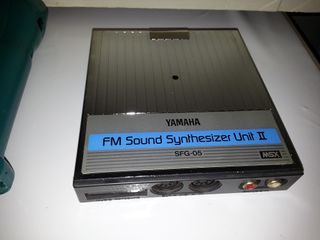 YAMAHA
FM Sound Synthesizer Unit II
SFG-05
MSX